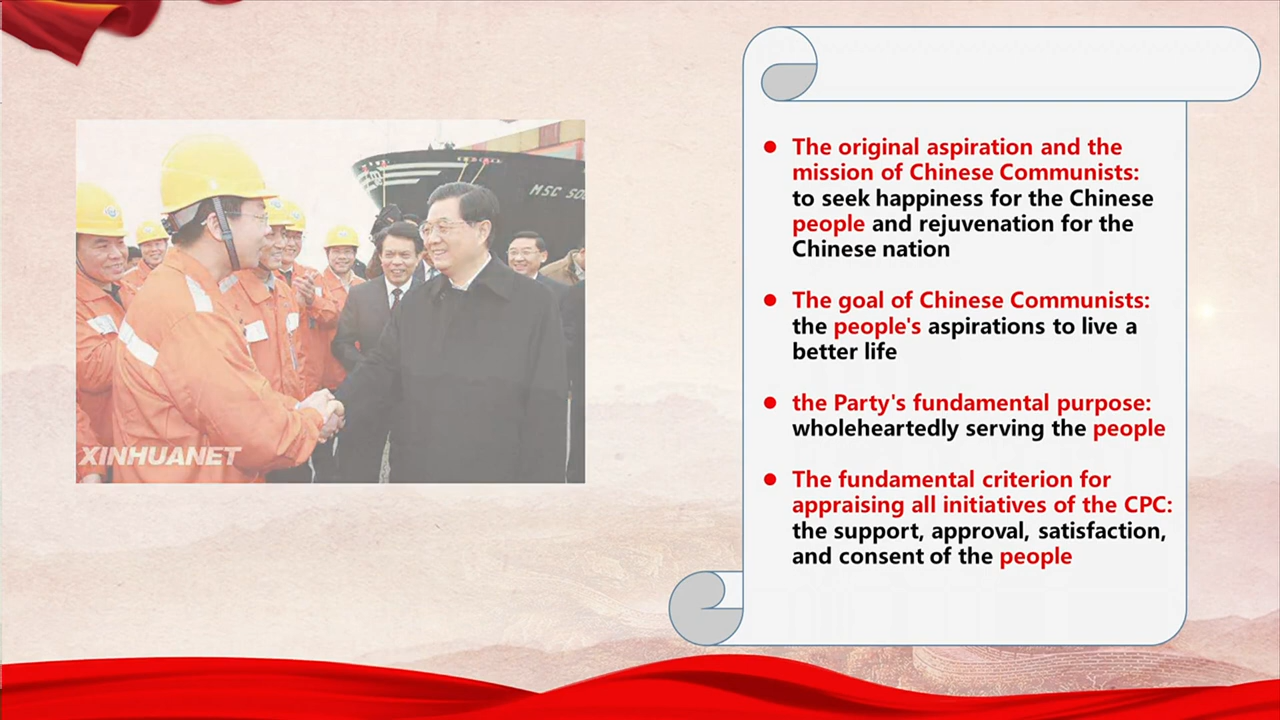 MSC
XINHUANET
● The original aspiration and the
mission of Chinese Communists:
to seek happiness for the Chinese
people and rejuvenation for the
Chinese nation
● The goal of Chinese Communists:
the people's aspirations to live a
better life
● the Party's fundamental purpose:
wholeheartedly serving the people
● The fundamental criterion for
appraising all initiatives of the CPC:
the support, approval, satisfaction,
and consent of the people